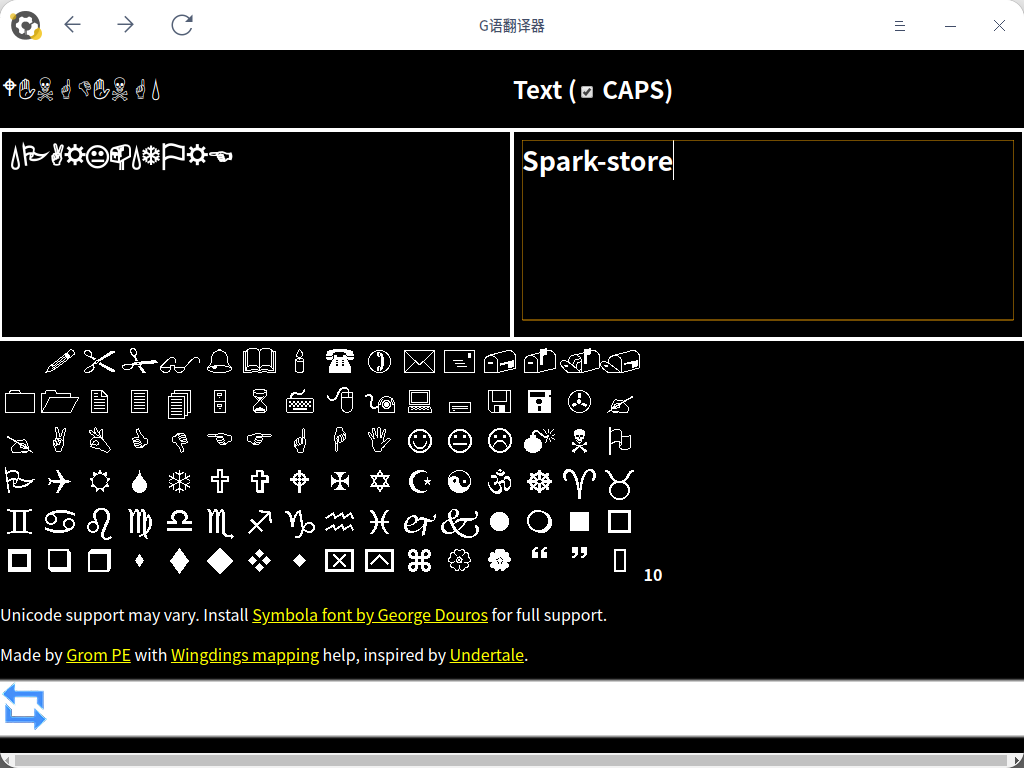 G语翻译器
🕈✋☠👆👎✋☠👆💧
Text (☑ CAPS)
💧🏱✌☼😐📫💧❄⚐☼☜
Spark-store
10
Unicode support may vary. Install Symbola font by George Douros for full support.
Made by Grom PE with Wingdings mapping help, inspired by Undertale.